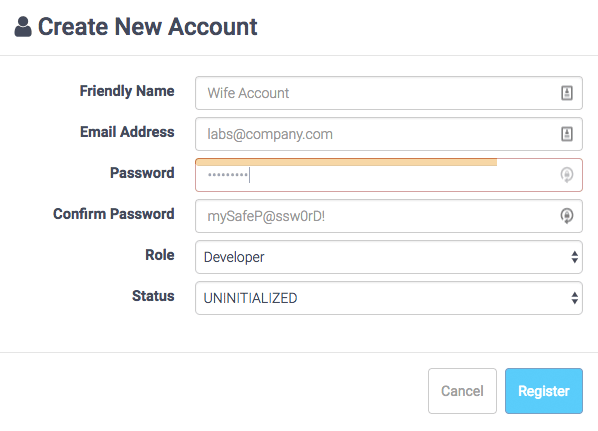 Create New Account
Friendly Name Wife Account
Email Address labs@company.com
Password •••••••••
Confirm Password mySafeP@ssw0rD!
Role Developer
Status UNINITIALIZED
Cancel Register